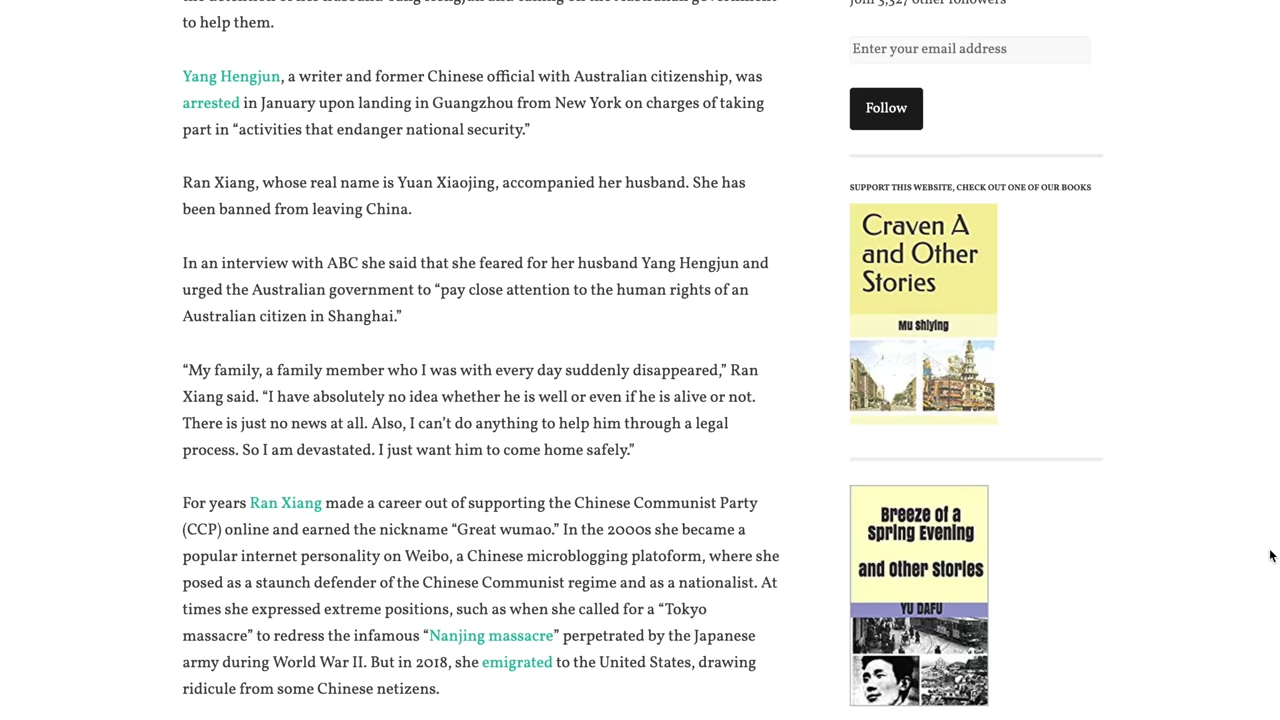 to help them.
Yang Hengjun, a writer and former Chinese official with Australian citizenship, was
arrested in January upon landing in Guangzhou from New York on charges of taking
part in “activities that endanger national security.”
Ran Xiang, whose real name is Yuan Xiaojing, accompanied her husband. She has
been banned from leaving China.
In an interview with ABC she said that she feared for her husband Yang Hengjun and
urged the Australian government to “pay close attention to the human rights of an
Australian citizen in Shanghai.”
“My family, a family member who I was with every day suddenly disappeared,” Ran
Xiang said. “I have absolutely no idea whether he is well or even if he is alive or not.
There is just no news at all. Also, I can’t do anything to help him through a legal
process. So I am devastated. I just want him to come home safely.”
For years Ran Xiang made a career out of supporting the Chinese Communist Party
(CCP) online and earned the nickname “Great wumao.” In the 2000s she became a
popular internet personality on Weibo, a Chinese microblogging platoform, where she
posed as a staunch defender of the Chinese Communist regime and as a nationalist. At
times she expressed extreme positions, such as when she called for a “Tokyo
massacre” to redress the infamous “Nanjing massacre” perpetrated by the Japanese
army during World War II. But in 2018, she emigrated to the United States, drawing
ridicule from some Chinese netizens.
Join 3,327 other followers
Enter your email address
Follow
SUPPORT THIS WEBSITE, CHECK OUT ONE OF OUR BOOKS
Craven A
and Other
Stories
Mu Shiying
Breeze of a
Spring Evening
and Other Stories
YU DAFU